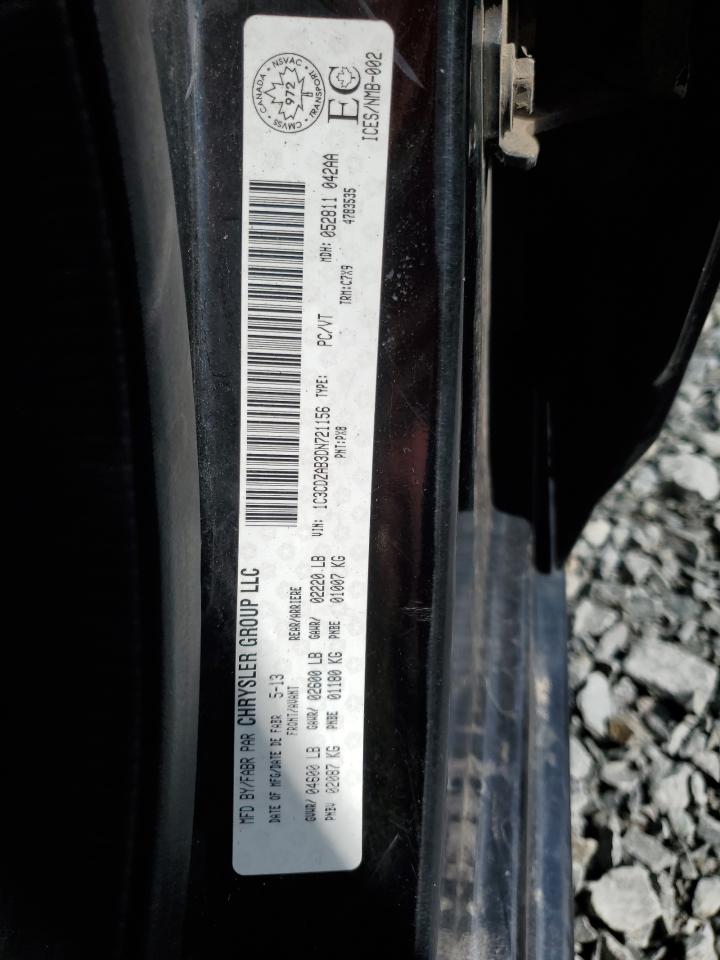 MFD BY/FABR PAR CHRYSLER GROUP LLC
DATE OF MFG/DATE DE FABR 5-13
FRONT/AVANT REAR/ARRIERE
GVWR/ 04600 LB GAWR/ 02600 LB GAWR/ 02220 LB
PNBV 02087 KG PNBE 01180 KG PNBE 01007 KG
VIN: 1C3CDZAB3DN721156 TYPE: PC/VT MDH: 052811 042AA
PNT:PX8 TRM:C7X9 4783535
CANADA • NSVAC • TRANSPORT • CMVSS
972
EC
ICES/NMB-002